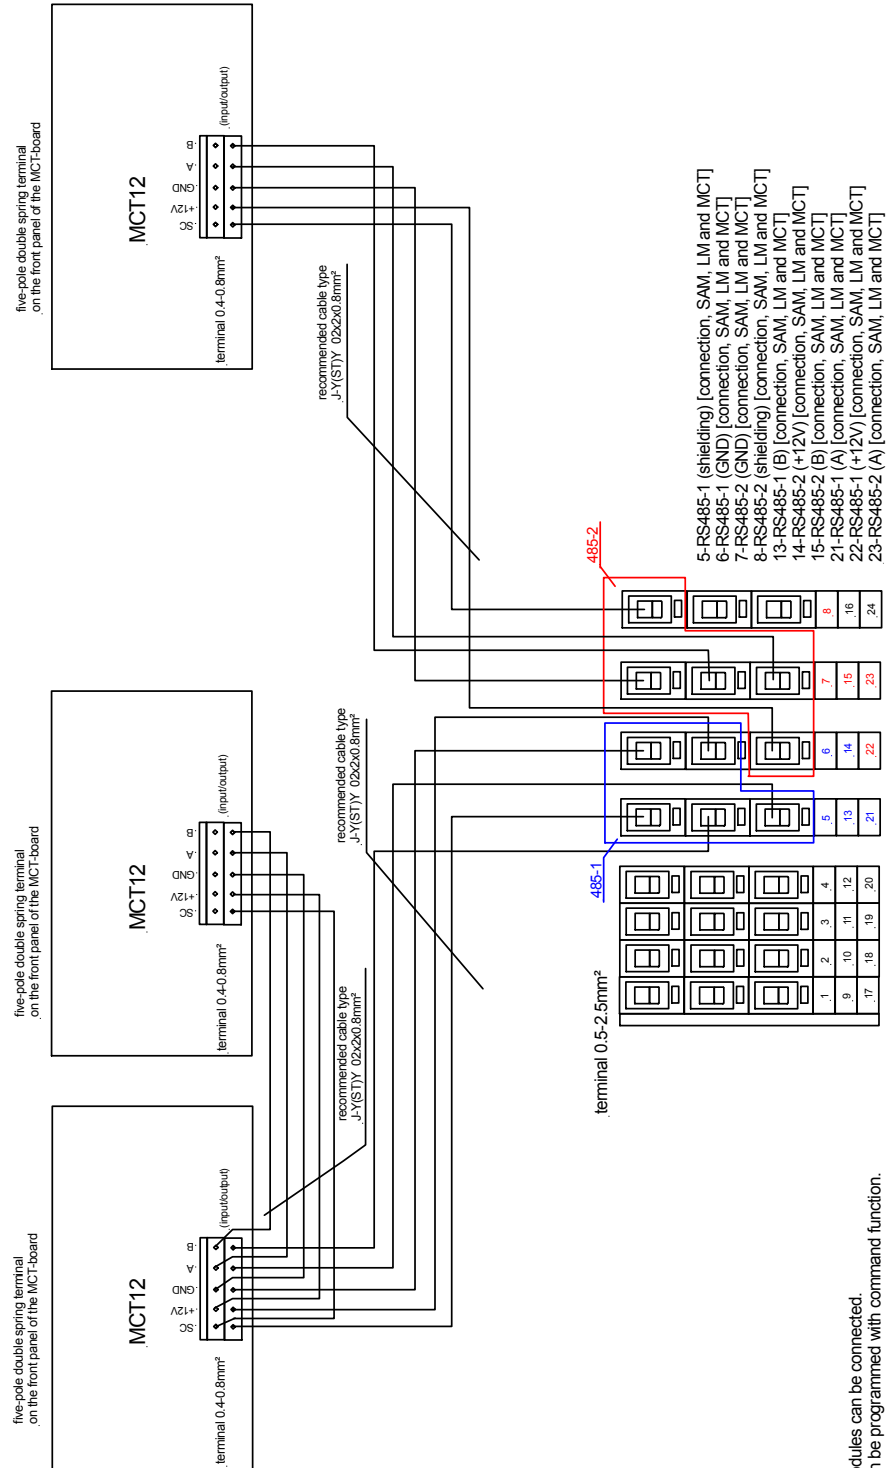 five-pole double spring terminal
on the front panel of the MCT-board
MCT12
terminal 0.4-0.8mm²
(input/output)
SC
+12V
GND
A
B
five-pole double spring terminal
on the front panel of the MCT-board
MCT12
terminal 0.4-0.8mm²
(input/output)
SC
+12V
GND
A
B
five-pole double spring terminal
on the front panel of the MCT-board
MCT12
terminal 0.4-0.8mm²
(input/output)
SC
+12V
GND
A
B
recommended cable type
J-Y(ST)Y 02x2x0.8mm²
recommended cable type
J-Y(ST)Y 02x2x0.8mm²
recommended cable type
J-Y(ST)Y 02x2x0.8mm²
terminal 0.5-2.5mm²
485-1
485-2
1 2 3 4 5 6 7 8
9 10 11 12 13 14 15 16
17 18 19 20 21 22 23 24
5-RS485-1 (shielding) [connection, SAM, LM and MCT]
6-RS485-1 (GND) [connection, SAM, LM and MCT]
7-RS485-2 (GND) [connection, SAM, LM and MCT]
8-RS485-2 (shielding) [connection, SAM, LM and MCT]
13-RS485-1 (B) [connection, SAM, LM and MCT]
14-RS485-2 (+12V) [connection, SAM, LM and MCT]
15-RS485-2 (B) [connection, SAM, LM and MCT]
21-RS485-1 (A) [connection, SAM, LM and MCT]
22-RS485-1 (+12V) [connection, SAM, LM and MCT]
23-RS485-2 (A) [connection, SAM, LM and MCT]
can be connected.
be programmed with command function.